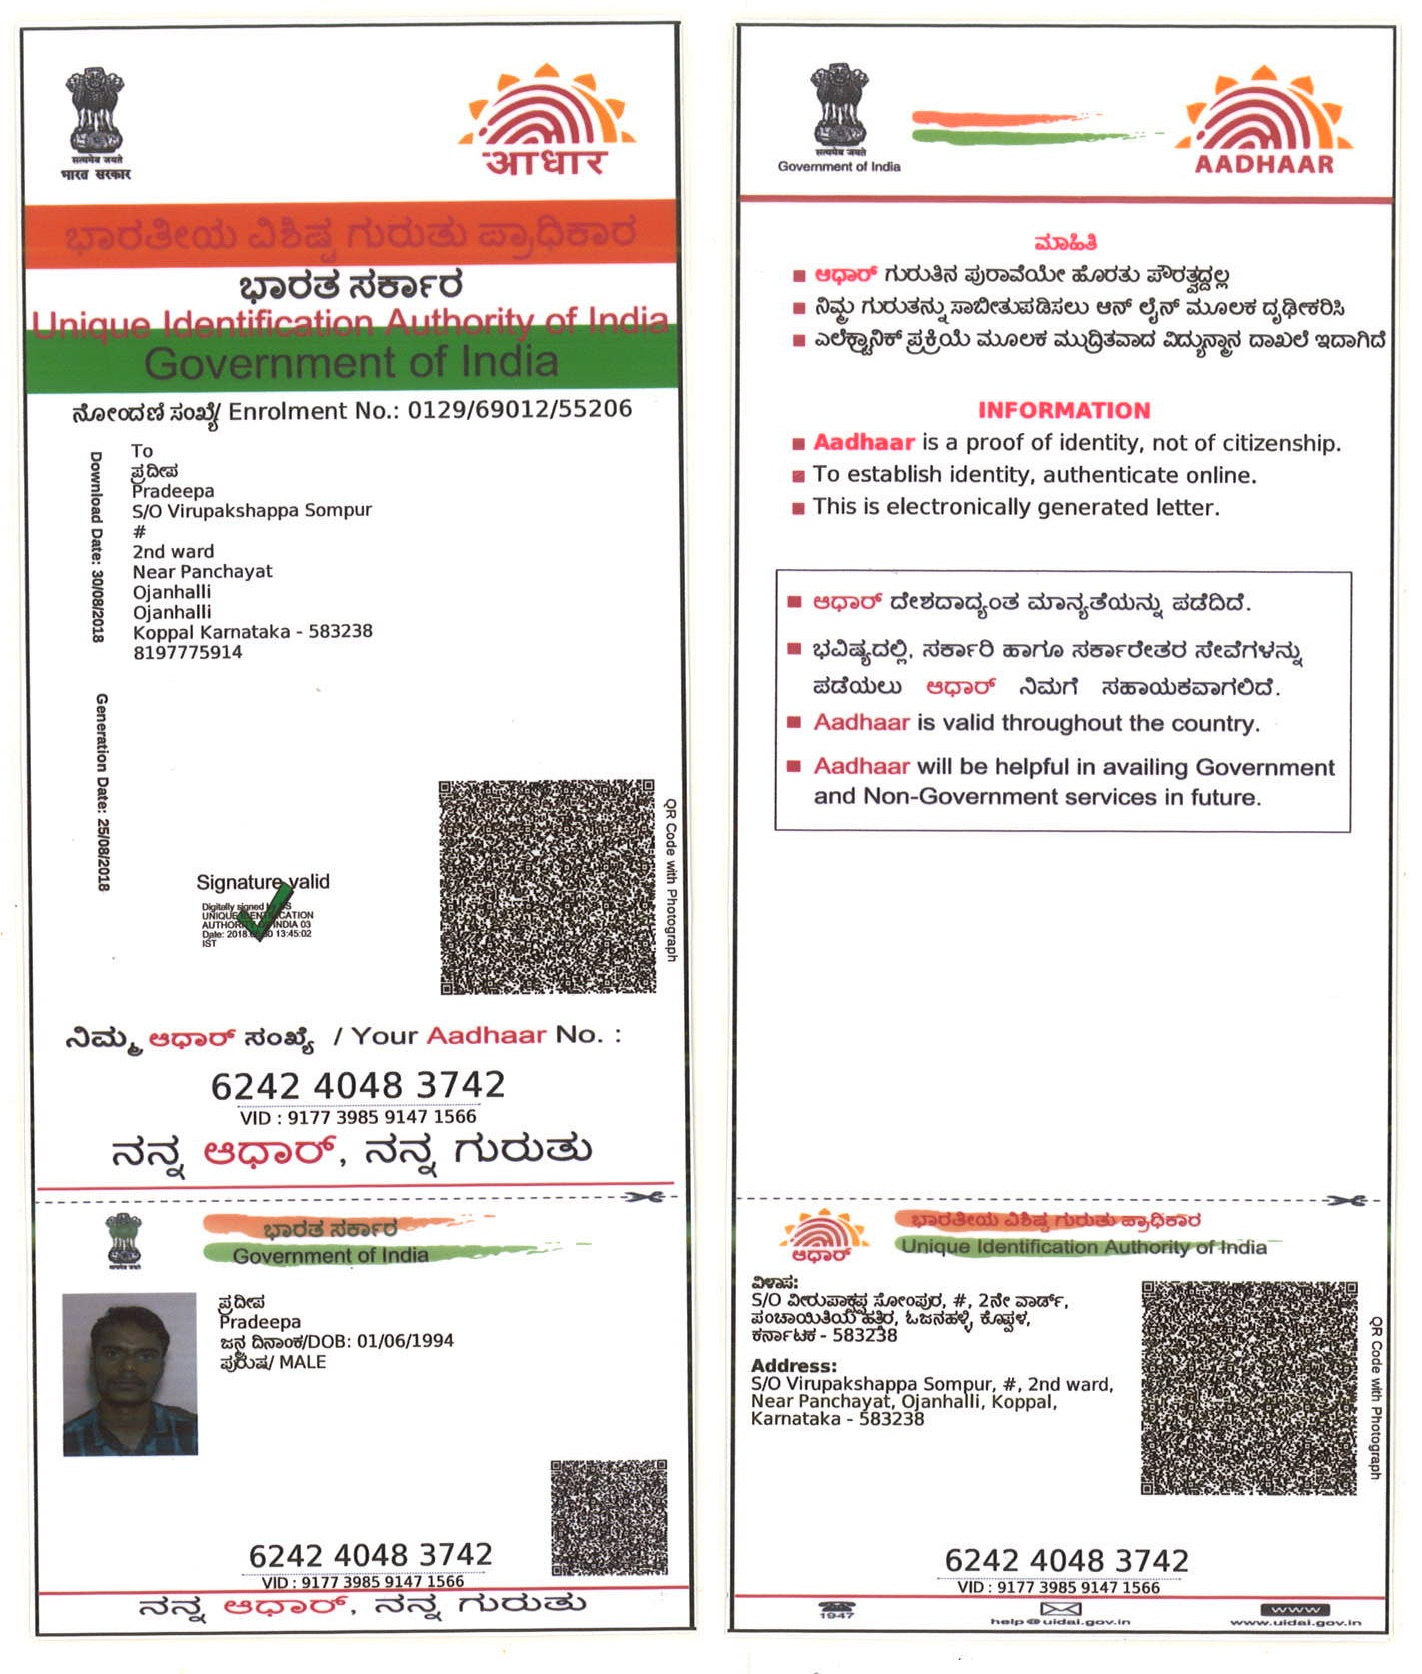 सत्यमेव जयते
भारत सरकार
आधार
ಭಾರತೀಯ ವಿಶಿಷ್ಟ ಗುರುತು ಪ್ರಾಧಿಕಾರ
ಭಾರತ ಸರ್ಕಾರ
Unique Identification Authority of India
Government of India
ನೋಂದಣಿ ಸಂಖ್ಯೆ/ Enrolment No.: 0129/69012/55206
Download Date: 30/08/2018
To
ಪ್ರದೀಪ
Pradeepa
S/O Virupakshappa Sompur
#
2nd ward
Near Panchayat
Ojanhalli
Ojanhalli
Koppal Karnataka - 583238
8197775914
Generation Date: 25/08/2018
QR Code with Photograph
Signature valid
Digitally signed by DS
UNIQUE IDENTIFICATION
AUTHORITY OF INDIA 03
Date: 2018 13:45:02
IST
ನಿಮ್ಮ ಆಧಾರ್ ಸಂಖ್ಯೆ / Your Aadhaar No. :
6242 4048 3742
VID : 9177 3985 9147 1566
ನನ್ನ ಆಧಾರ್, ನನ್ನ ಗುರುತು
ಭಾರತ ಸರ್ಕಾರ
Government of India
ಪ್ರದೀಪ
Pradeepa
ಜನ್ಮ ದಿನಾಂಕ/DOB: 01/06/1994
ಪುರುಷ/ MALE
6242 4048 3742
VID : 9177 3985 9147 1566
ನನ್ನ ಆಧಾರ್, ನನ್ನ ಗುರುತು
सत्यमेव जयते
Government of India
AADHAAR
ಮಾಹಿತಿ
■ ಆಧಾರ್ ಗುರುತಿನ ಪುರಾವೆಯೇ ಹೊರತು ಪೌರತ್ವದ್ದಲ್ಲ
■ ನಿಮ್ಮ ಗುರುತನ್ನು ಸಾಬೀತುಪಡಿಸಲು ಆನ್ ಲೈನ್ ಮೂಲಕ ದೃಢೀಕರಿಸಿ
■ ಎಲೆಕ್ಟ್ರಾನಿಕ್ ಪ್ರಕ್ರಿಯೆ ಮೂಲಕ ಮುದ್ರಿತವಾದ ವಿದ್ಯುನ್ಮಾನ ದಾಖಲೆ ಇದಾಗಿದೆ
INFORMATION
■ Aadhaar is a proof of identity, not of citizenship.
■ To establish identity, authenticate online.
■ This is electronically generated letter.
■ ಆಧಾರ್ ದೇಶದಾದ್ಯಂತ ಮಾನ್ಯತೆಯನ್ನು ಪಡೆದಿದೆ.
■ ಭವಿಷ್ಯದಲ್ಲಿ, ಸರ್ಕಾರಿ ಹಾಗೂ ಸರ್ಕಾರೇತರ ಸೇವೆಗಳನ್ನು
ಪಡೆಯಲು ಆಧಾರ್ ನಿಮಗೆ ಸಹಾಯಕವಾಗಲಿದೆ.
■ Aadhaar is valid throughout the country.
■ Aadhaar will be helpful in availing Government
and Non-Government services in future.
ಆಧಾರ್
ಭಾರತೀಯ ವಿಶಿಷ್ಟ ಗುರುತು ಪ್ರಾಧಿಕಾರ
Unique Identification Authority of India
ವಿಳಾಸ:
S/O ವೀರುಪಾಕ್ಷಪ್ಪ ಸೋಂಪುರ, #, 2ನೇ ವಾರ್ಡ್,
ಪಂಚಾಯಿತಿಯ ಹತ್ತಿರ, ಓಜನಹಳ್ಳಿ, ಕೊಪ್ಪಳ,
ಕರ್ನಾಟಕ - 583238
Address:
S/O Virupakshappa Sompur, #, 2nd ward,
Near Panchayat, Ojanhalli, Koppal,
Karnataka - 583238
QR Code with Photograph
6242 4048 3742
VID : 9177 3985 9147 1566
1947
help@uidai.gov.in
www
www.uidai.gov.in